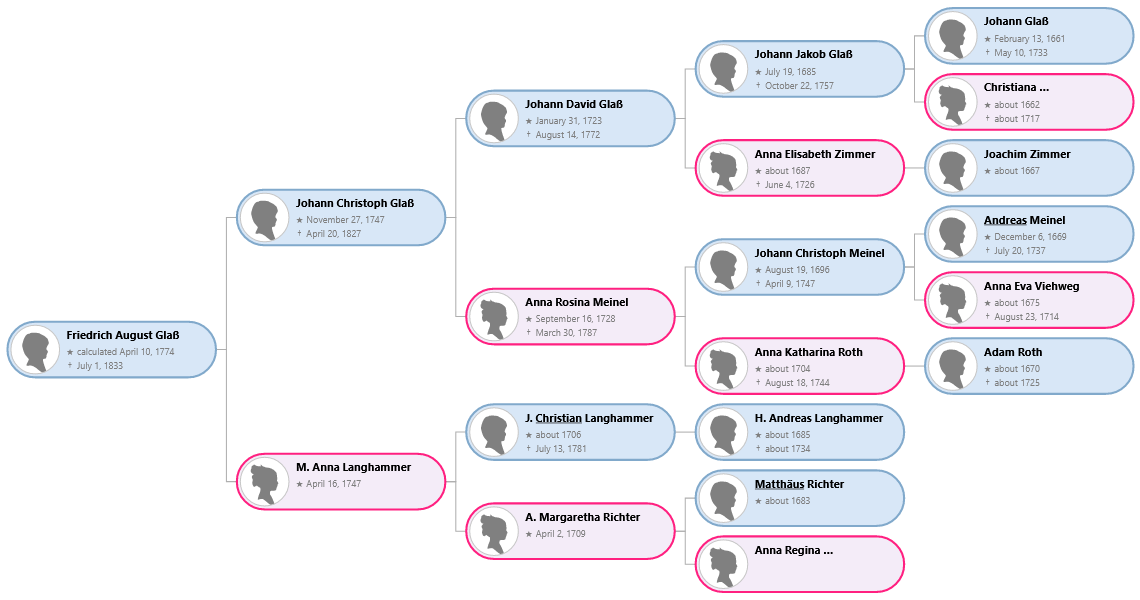 Johann Glaß
★ February 13, 1661
† May 10, 1733
Johann Jakob Glaß
★ July 19, 1685
† October 22, 1757
Christiana ...
★ about 1662
† about 1717
Johann David Glaß
★ January 31, 1723
† August 14, 1772
Anna Elisabeth Zimmer
★ about 1687
† June 4, 1726
Joachim Zimmer
★ about 1667
Johann Christoph Glaß
★ November 27, 1747
† April 20, 1827
Andreas Meinel
★ December 6, 1669
† July 20, 1737
Johann Christoph Meinel
★ August 19, 1696
† April 9, 1747
Anna Eva Viehweg
★ about 1675
† August 23, 1714
Anna Rosina Meinel
★ September 16, 1728
† March 30, 1787
Friedrich August Glaß
★ calculated April 10, 1774
† July 1, 1833
Anna Katharina Roth
★ about 1704
† August 18, 1744
Adam Roth
★ about 1670
† about 1725
J. Christian Langhammer
★ about 1706
† July 13, 1781
H. Andreas Langhammer
★ about 1685
† about 1734
M. Anna Langhammer
★ April 16, 1747
Matthäus Richter
★ about 1683
A. Margaretha Richter
★ April 2, 1709
Anna Regina ...